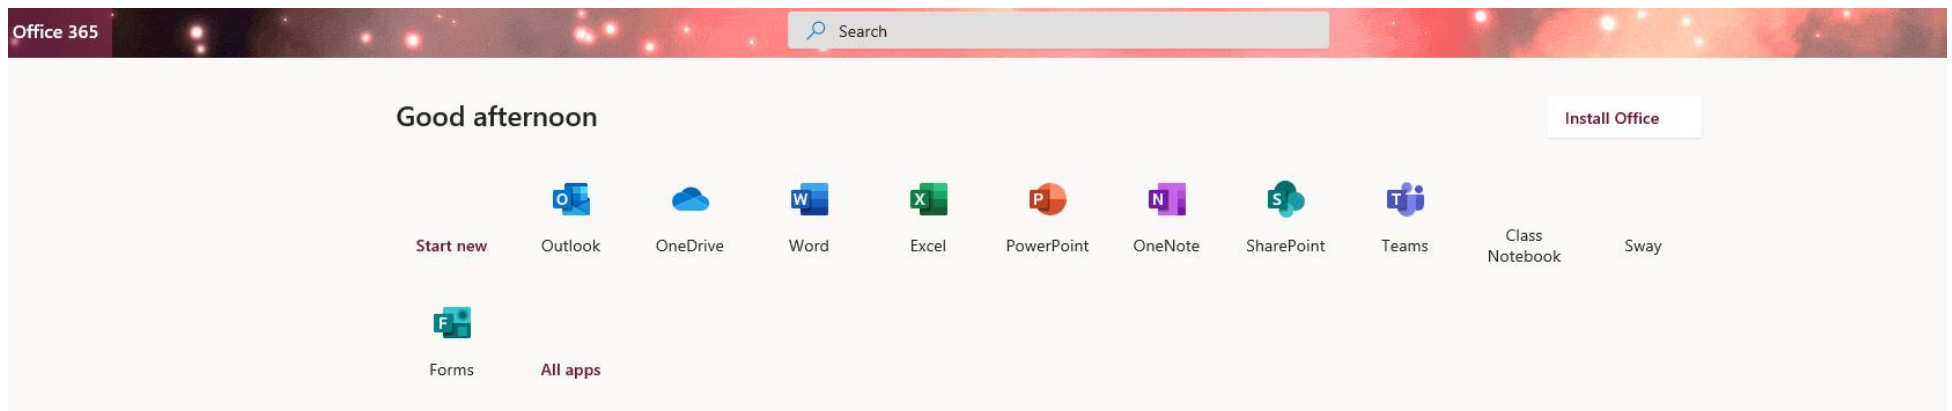 Office 365
Search
Good afternoon
Install Office
O
W
X
P
N
S
T
Start new
Outlook
OneDrive
Word
Excel
PowerPoint
OneNote
SharePoint
Teams
Class
Notebook
Sway
F
Forms
All apps